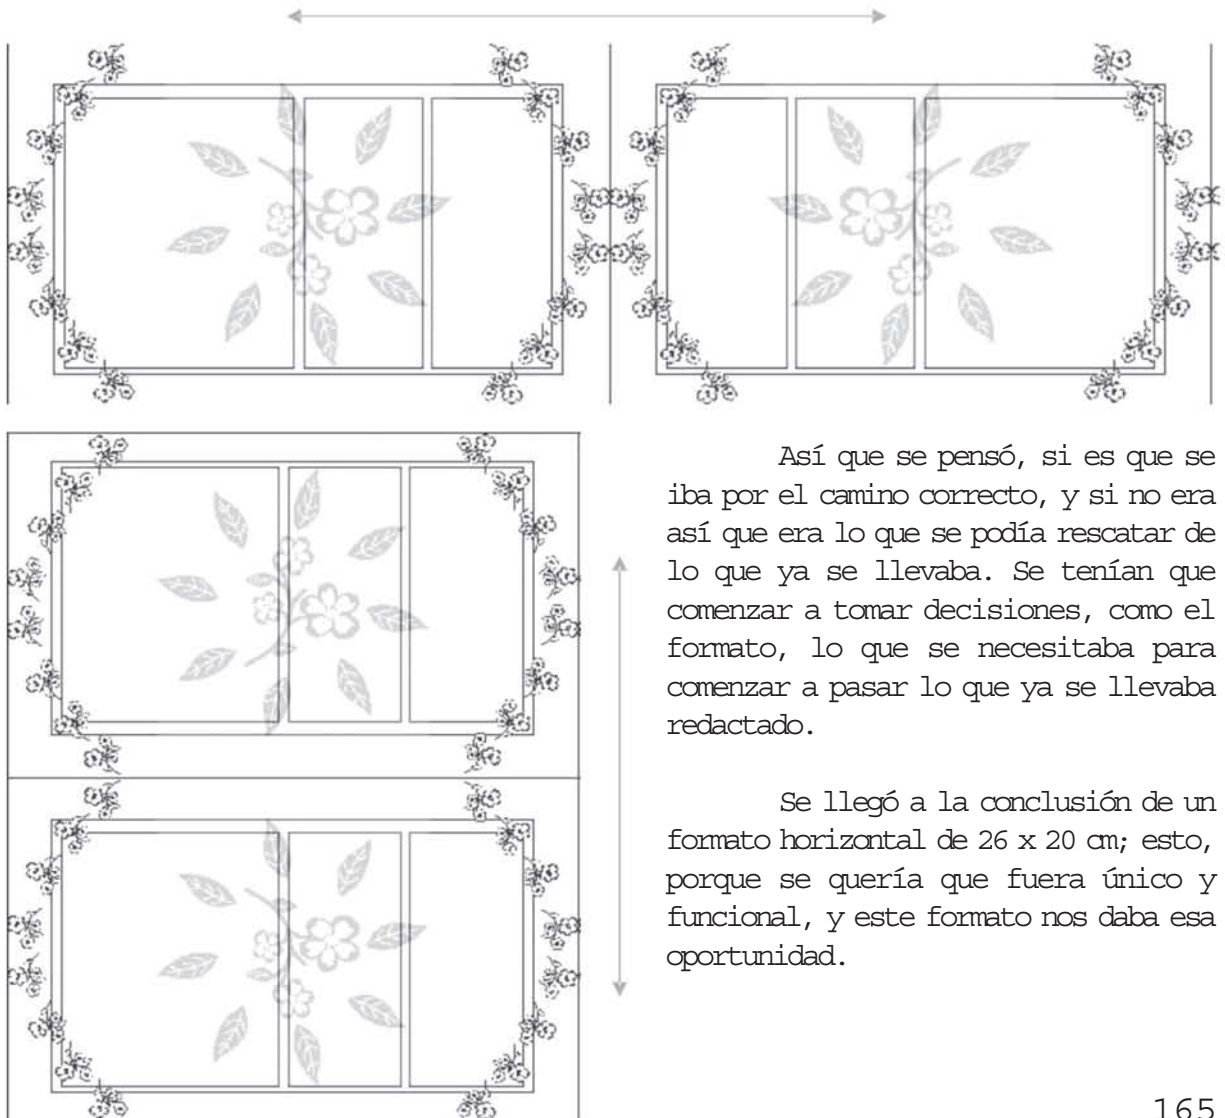 Así que se pensó, si es que se
iba por el camino correcto, y si no era
así que era lo que se podía rescatar de
lo que ya se llevaba. Se tenían que
comenzar a tomar decisiones, como el
formato, lo que se necesitaba para
comenzar a pasar lo que ya se llevaba
redactado.
Se llegó a la conclusión de un
formato horizontal de 26 x 20 cm; esto,
porque se quería que fuera único y
funcional, y este formato nos daba esa
oportunidad.
165